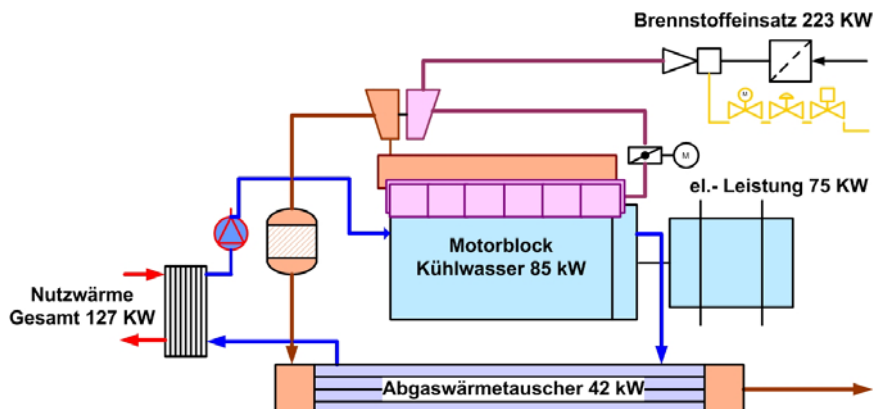 Brennstoffeinsatz 223 KW
M
M
el.- Leistung 75 KW
Motorblock
Kühlwasser 85 kW
Nutzwärme
Gesamt 127 KW
Abgaswärmetauscher 42 kW